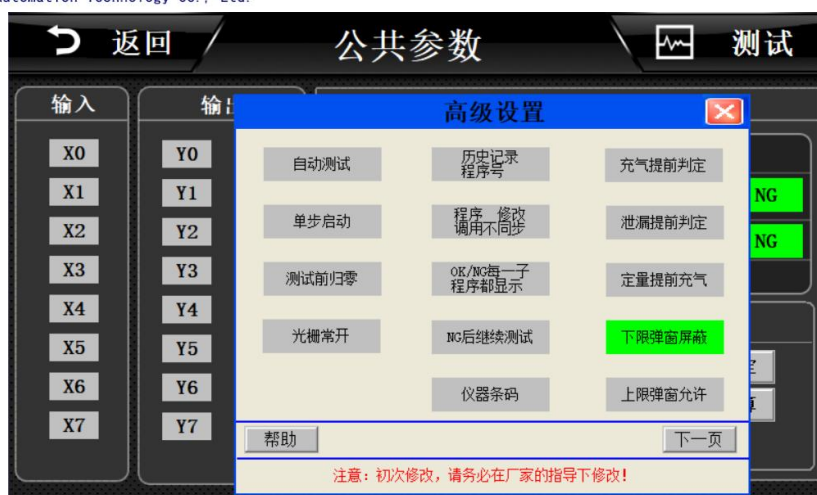 Automation Technology Co., Ltd.
返回
公共参数
测试
输入
输出
高级设置
X0
Y0
自动测试
历史记录
程序号
充气提前判定
X1
Y1
NG
单步启动
程序 修改
调用不同步
泄漏提前判定
X2
Y2
NG
X3
Y3
测试前归零
OK/NG每一子
程序都显示
定量提前充气
X4
Y4
光栅常开
NG后继续测试
下限弹窗屏蔽
X5
Y5
X6
Y6
仪器条码
上限弹窗允许
X7
Y7
帮助
下一页
注意：初次修改，请务必在厂家的指导下修改！